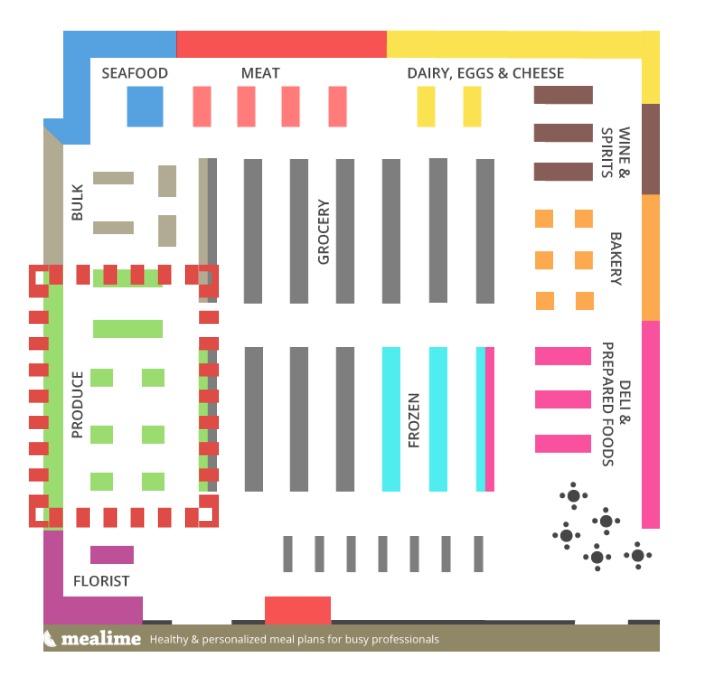 SEAFOOD
MEAT
DAIRY, EGGS & CHEESE
WINE &
SPIRITS
BULK
GROCERY
BAKERY
PRODUCE
FROZEN
DELI &
PREPARED FOODS
FLORIST
mealime Healthy & personalized meal plans for busy professionals